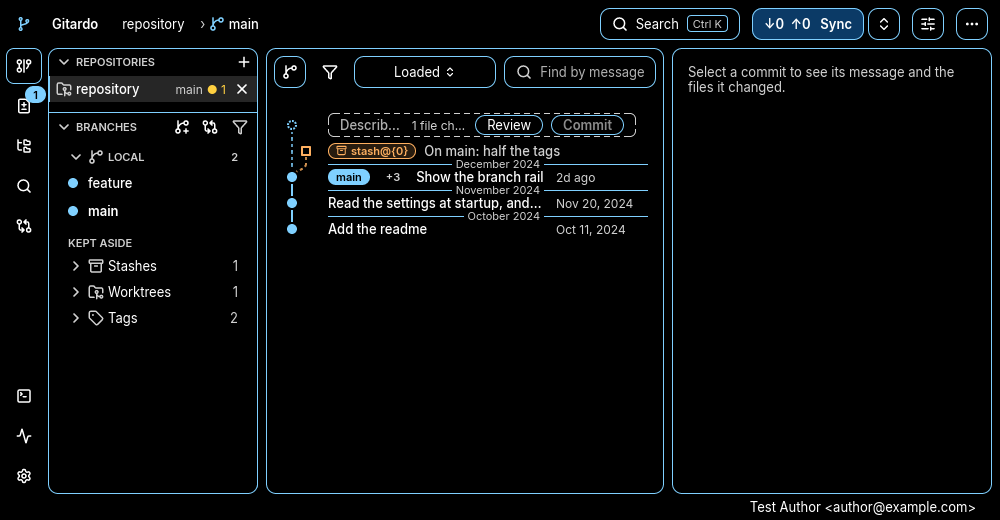 Gitardo repository › main Search Ctrl K ↓0 ↑0 Sync
REPOSITORIES
repository main 1
1
BRANCHES
LOCAL 2
feature
main
KEPT ASIDE
Stashes 1
Worktrees 1
Tags 2
Loaded Find by message
Describ... 1 file ch... Review Commit
stash@{0} On main: half the tags
December 2024
main +3 Show the branch rail 2d ago
November 2024
Read the settings at startup, and... Nov 20, 2024
October 2024
Add the readme Oct 11, 2024
Select a commit to see its message and the
files it changed.
Test Author <author@example.com>